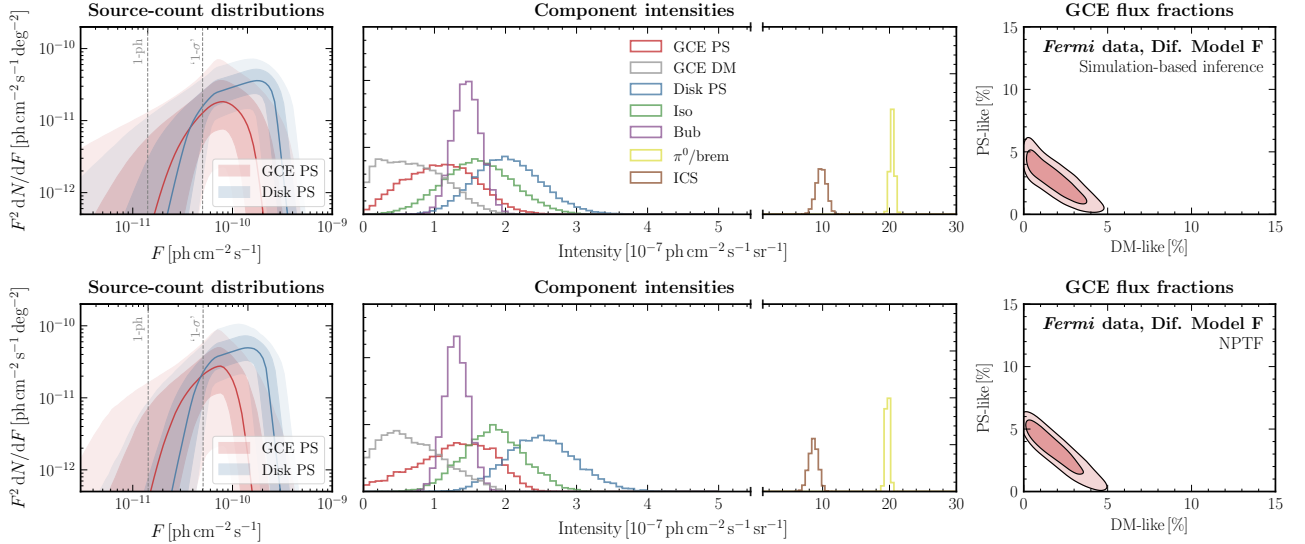 Source-count distributions
10⁻¹⁰
10⁻¹¹
10⁻¹²
F² dN/dF [ph cm⁻² s⁻¹ deg⁻²]
1-ph
'1-σ'
GCE PS
Disk PS
10⁻¹¹
10⁻¹⁰
10⁻⁹
F [ph cm⁻² s⁻¹]
Component intensities
GCE PS
GCE DM
Disk PS
Iso
Bub
π⁰/brem
ICS
0 1 2 3 4 5 10 20 30
Intensity [10⁻⁷ ph cm⁻² s⁻¹ sr⁻¹]
GCE flux fractions
Fermi data, Dif. Model F
Simulation-based inference
15
10
5
0
PS-like [%]
0 5 10 15
DM-like [%]
Source-count distributions
10⁻¹⁰
10⁻¹¹
10⁻¹²
F² dN/dF [ph cm⁻² s⁻¹ deg⁻²]
1-ph
'1-σ'
GCE PS
Disk PS
10⁻¹¹
10⁻¹⁰
10⁻⁹
F [ph cm⁻² s⁻¹]
Component intensities
0 1 2 3 4 5 10 20 30
Intensity [10⁻⁷ ph cm⁻² s⁻¹ sr⁻¹]
GCE flux fractions
Fermi data, Dif. Model F
NPTF
15
10
5
0
PS-like [%]
0 5 10 15
DM-like [%]